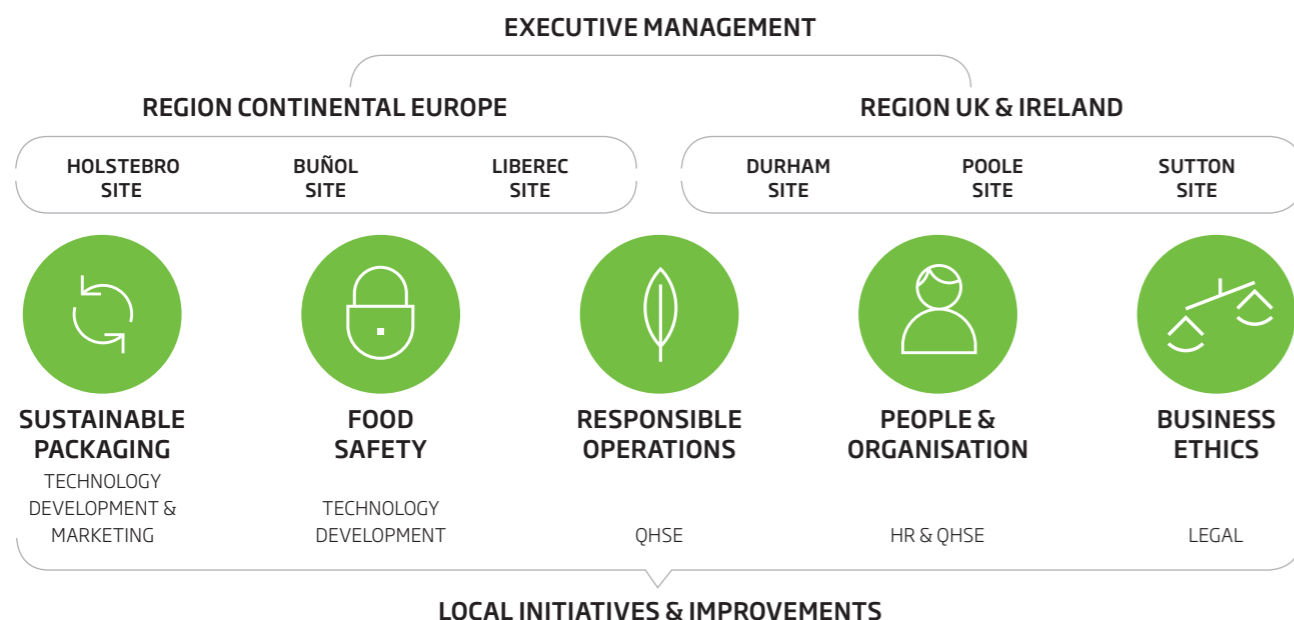 EXECUTIVE MANAGEMENT
REGION CONTINENTAL EUROPE
REGION UK & IRELAND
HOLSTEBRO
SITE
BUÑOL
SITE
LIBEREC
SITE
DURHAM
SITE
POOLE
SITE
SUTTON
SITE
SUSTAINABLE
PACKAGING
TECHNOLOGY
DEVELOPMENT &
MARKETING
FOOD
SAFETY
TECHNOLOGY
DEVELOPMENT
RESPONSIBLE
OPERATIONS
QHSE
PEOPLE &
ORGANISATION
HR & QHSE
BUSINESS
ETHICS
LEGAL
LOCAL INITIATIVES & IMPROVEMENTS